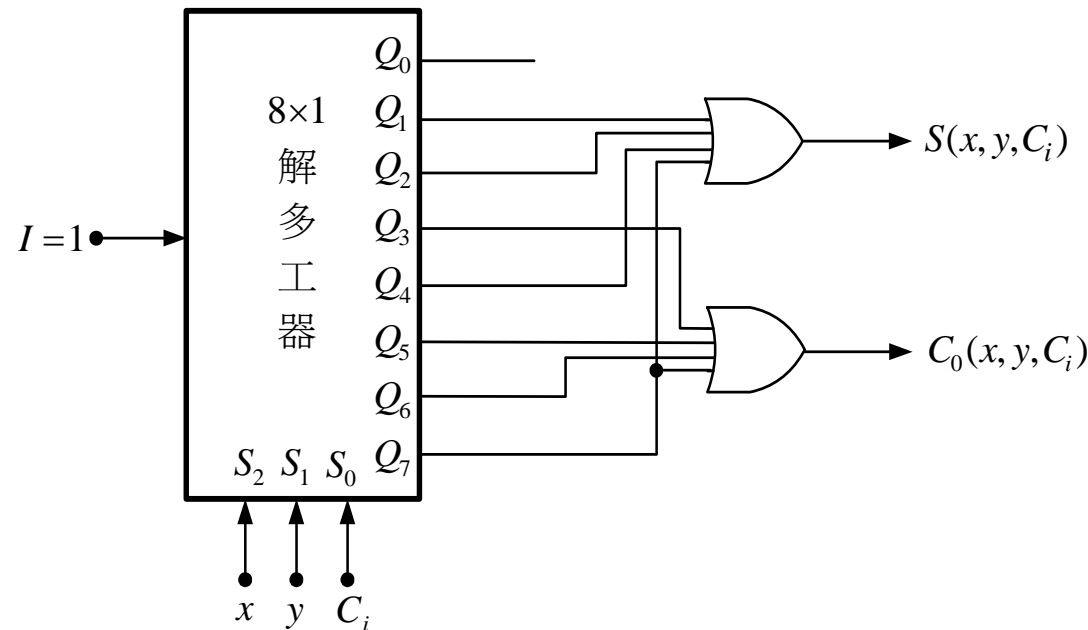 Q₀
8×1
解
多
工
器
Q₁
Q₂
Q₃
Q₄
Q₅
Q₆
Q₇
I=1
S₂ S₁ S₀
x y Cᵢ
S(x, y, Cᵢ)
C₀(x, y, Cᵢ)